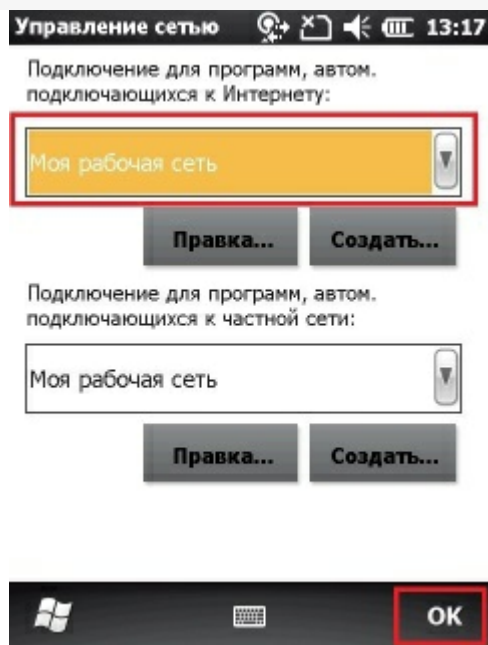 Управление сетью 13:17
Подключение для программ, автом.
подключающихся к Интернету:
Моя рабочая сеть
Правка... Создать...
Подключение для программ, автом.
подключающихся к частной сети:
Моя рабочая сеть
Правка... Создать...
OK